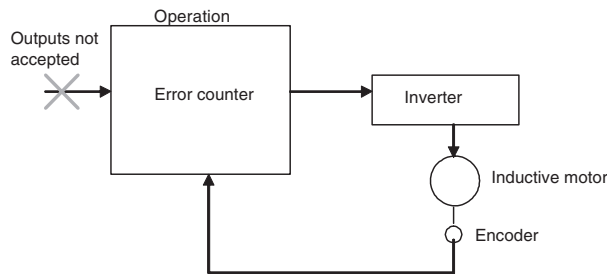 Operation
Outputs not
accepted
Error counter
Inverter
Inductive motor
Encoder